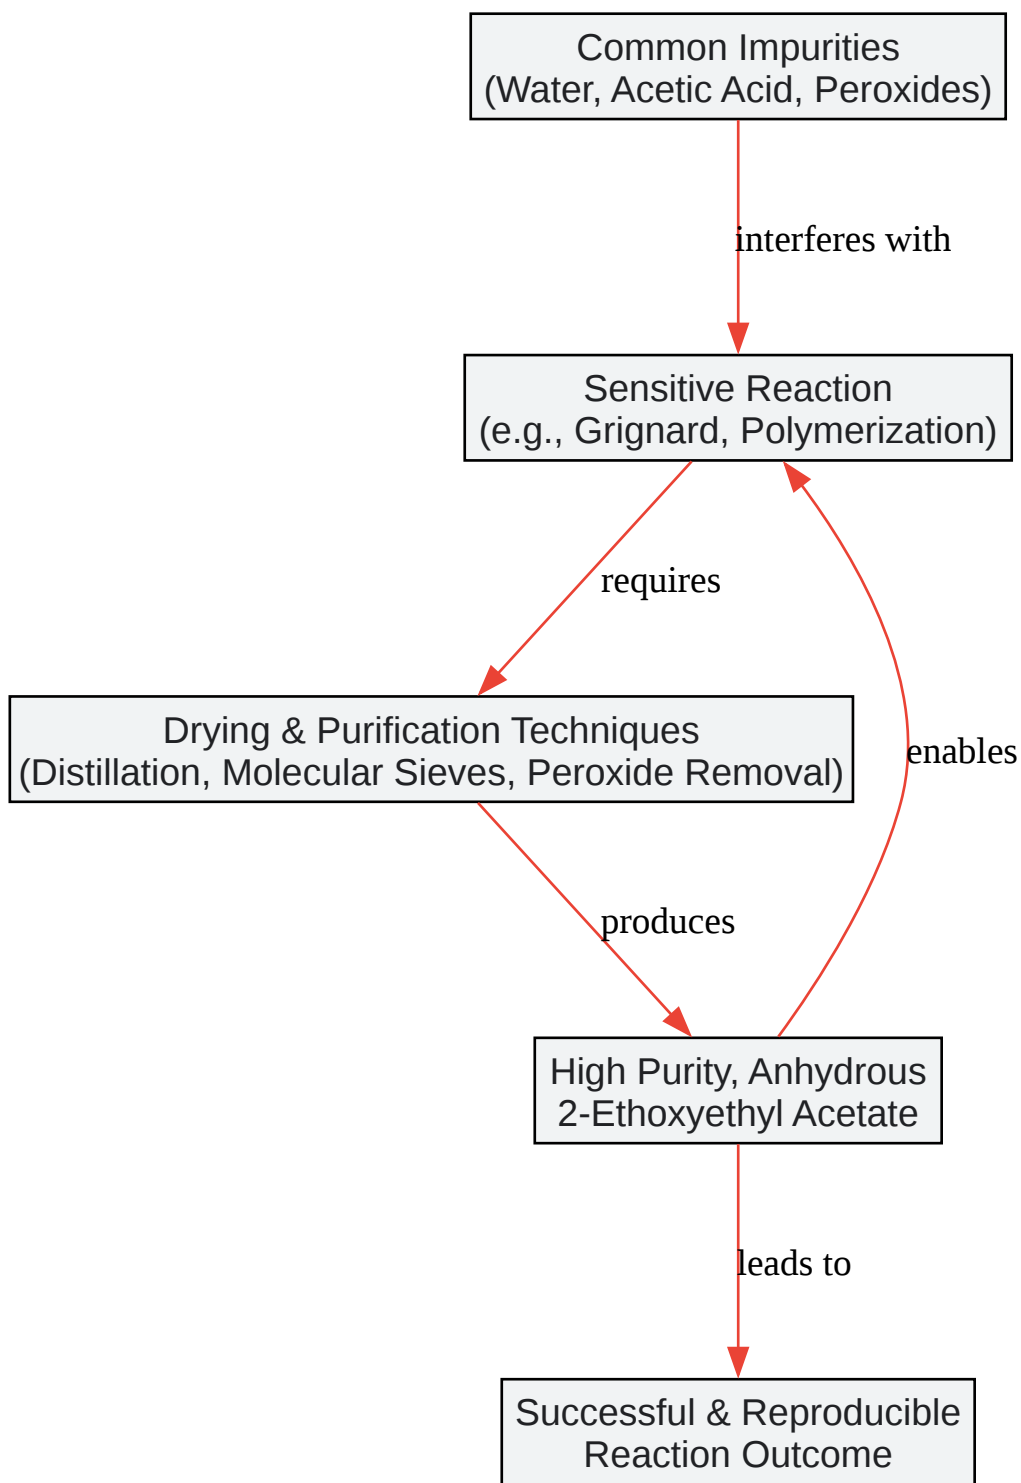 Common Impurities
(Water, Acetic Acid, Peroxides)
interferes with
Sensitive Reaction
(e.g., Grignard, Polymerization)
requires
Drying & Purification Techniques
(Distillation, Molecular Sieves, Peroxide Removal)
enables
produces
High Purity, Anhydrous
2-Ethoxyethyl Acetate
leads to
Successful & Reproducible
Reaction Outcome